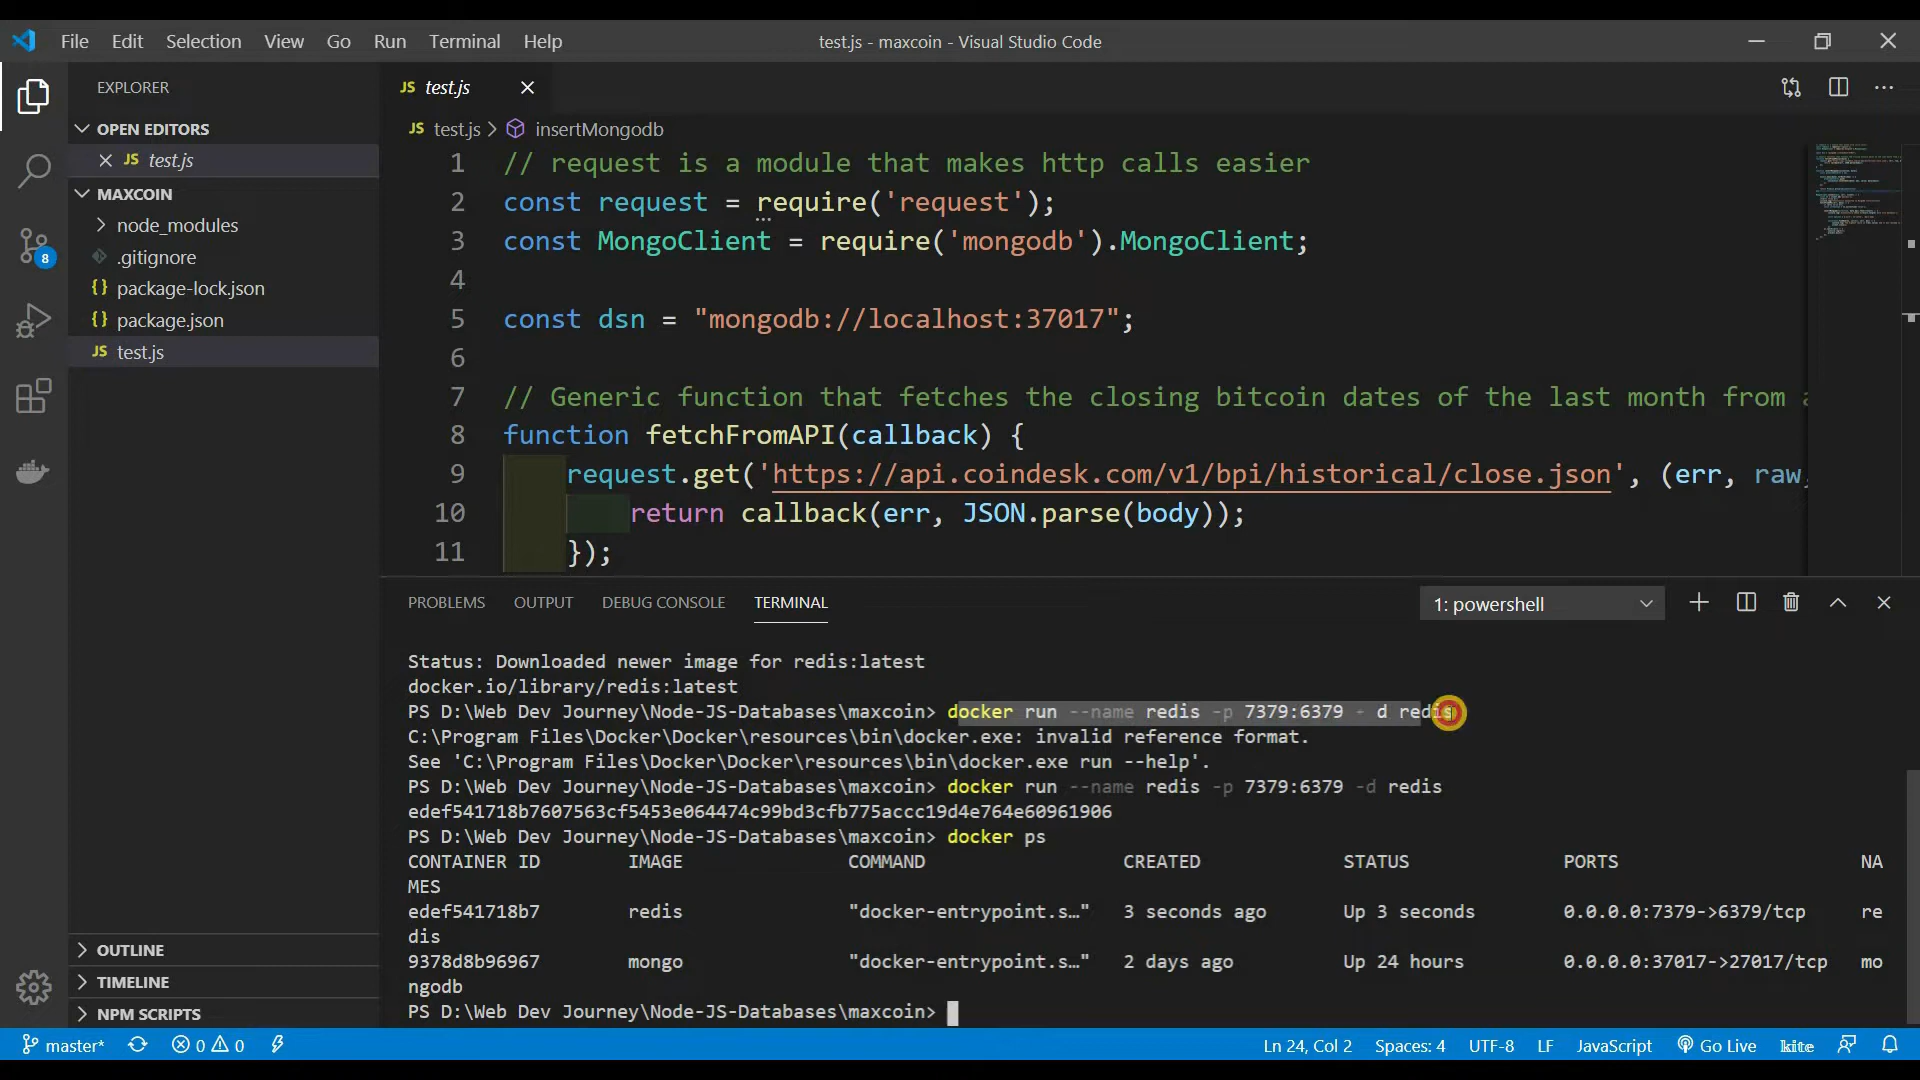 File Edit Selection View Go Run Terminal Help
test.js - maxcoin - Visual Studio Code
EXPLORER
OPEN EDITORS
JS test.js
MAXCOIN
node_modules
.gitignore
{} package-lock.json
{} package.json
JS test.js
OUTLINE
TIMELINE
NPM SCRIPTS
8
JS test.js
JS test.js > insertMongodb
1 // request is a module that makes http calls easier
2 const request = require('request');
3 const MongoClient = require('mongodb').MongoClient;
4
5 const dsn = "mongodb://localhost:37017";
6
7 // Generic function that fetches the closing bitcoin dates of the last month from
8 function fetchFromAPI(callback) {
9 request.get('https://api.coindesk.com/v1/bpi/historical/close.json', (err, raw,
10 return callback(err, JSON.parse(body));
11 });
PROBLEMS OUTPUT DEBUG CONSOLE TERMINAL
1: powershell
Status: Downloaded newer image for redis:latest
docker.io/library/redis:latest
PS D:\Web Dev Journey\Node-JS-Databases\maxcoin> docker run --name redis -p 7379:6379 - d redis
C:\Program Files\Docker\Docker\resources\bin\docker.exe: invalid reference format.
See 'C:\Program Files\Docker\Docker\resources\bin\docker.exe run --help'.
PS D:\Web Dev Journey\Node-JS-Databases\maxcoin> docker run --name redis -p 7379:6379 -d redis
edef541718b7607563cf5453e064474c99bd3cfb775accc19d4e764e60961906
PS D:\Web Dev Journey\Node-JS-Databases\maxcoin> docker ps
CONTAINER ID IMAGE COMMAND CREATED STATUS PORTS NA
MES
edef541718b7 redis "docker-entrypoint.s…" 3 seconds ago Up 3 seconds 0.0.0.0:7379->6379/tcp re
dis
9378d8b96967 mongo "docker-entrypoint.s…" 2 days ago Up 24 hours 0.0.0.0:37017->27017/tcp mo
ngodb
PS D:\Web Dev Journey\Node-JS-Databases\maxcoin>
master* 0 0 Ln 24, Col 2 Spaces: 4 UTF-8 LF JavaScript Go Live kite